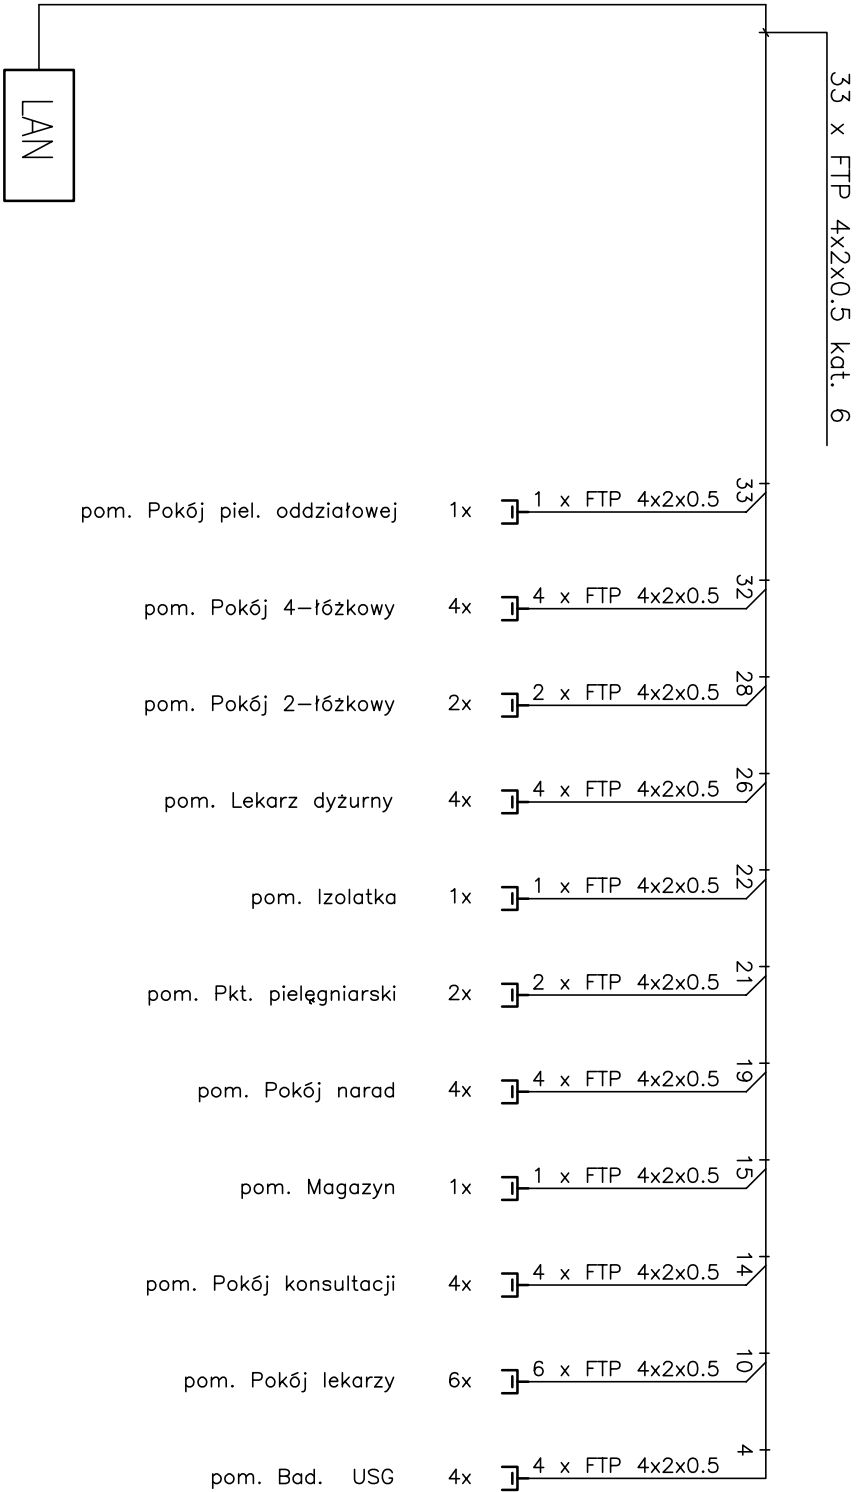 33 x FTP 4x2x0.5 kat. 6
LAN
pom. Pokój piel. oddziałowej 1x 1 x FTP 4x2x0.5 33
pom. Pokój 4-łóżkowy 4x 4 x FTP 4x2x0.5 32
pom. Pokój 2-łóżkowy 2x 2 x FTP 4x2x0.5 28
pom. Lekarz dyżurny 4x 4 x FTP 4x2x0.5 26
pom. Izolatka 1x 1 x FTP 4x2x0.5 22
pom. Pkt. pielęgniarski 2x 2 x FTP 4x2x0.5 21
pom. Pokój narad 4x 4 x FTP 4x2x0.5 19
pom. Magazyn 1x 1 x FTP 4x2x0.5 15
pom. Pokój konsultacji 4x 4 x FTP 4x2x0.5 14
pom. Pokój lekarzy 6x 6 x FTP 4x2x0.5 10
pom. Bad. USG 4x 4 x FTP 4x2x0.5 4